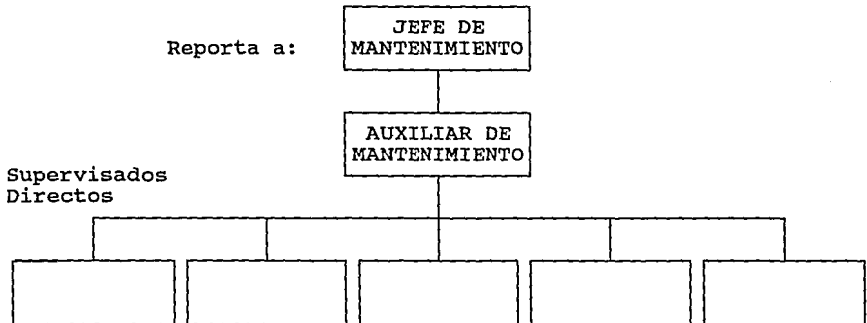 JEFE DE
Reporta a: MANTENIMIENTO
AUXILIAR DE
MANTENIMIENTO
Supervisados
Directos